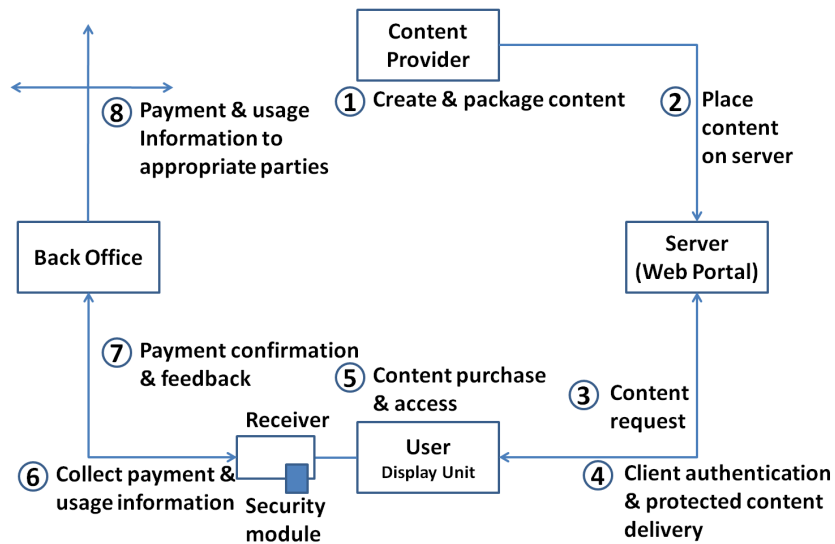 Content
Provider
1 Create & package content
2 Place
content
on server
8 Payment & usage
Information to
appropriate parties
Back Office
Server
(Web Portal)
7 Payment confirmation
& feedback
5 Content purchase
& access
3 Content
request
Receiver
User
Display Unit
6 Collect payment &
usage information
Security
module
4 Client authentication
& protected content
delivery